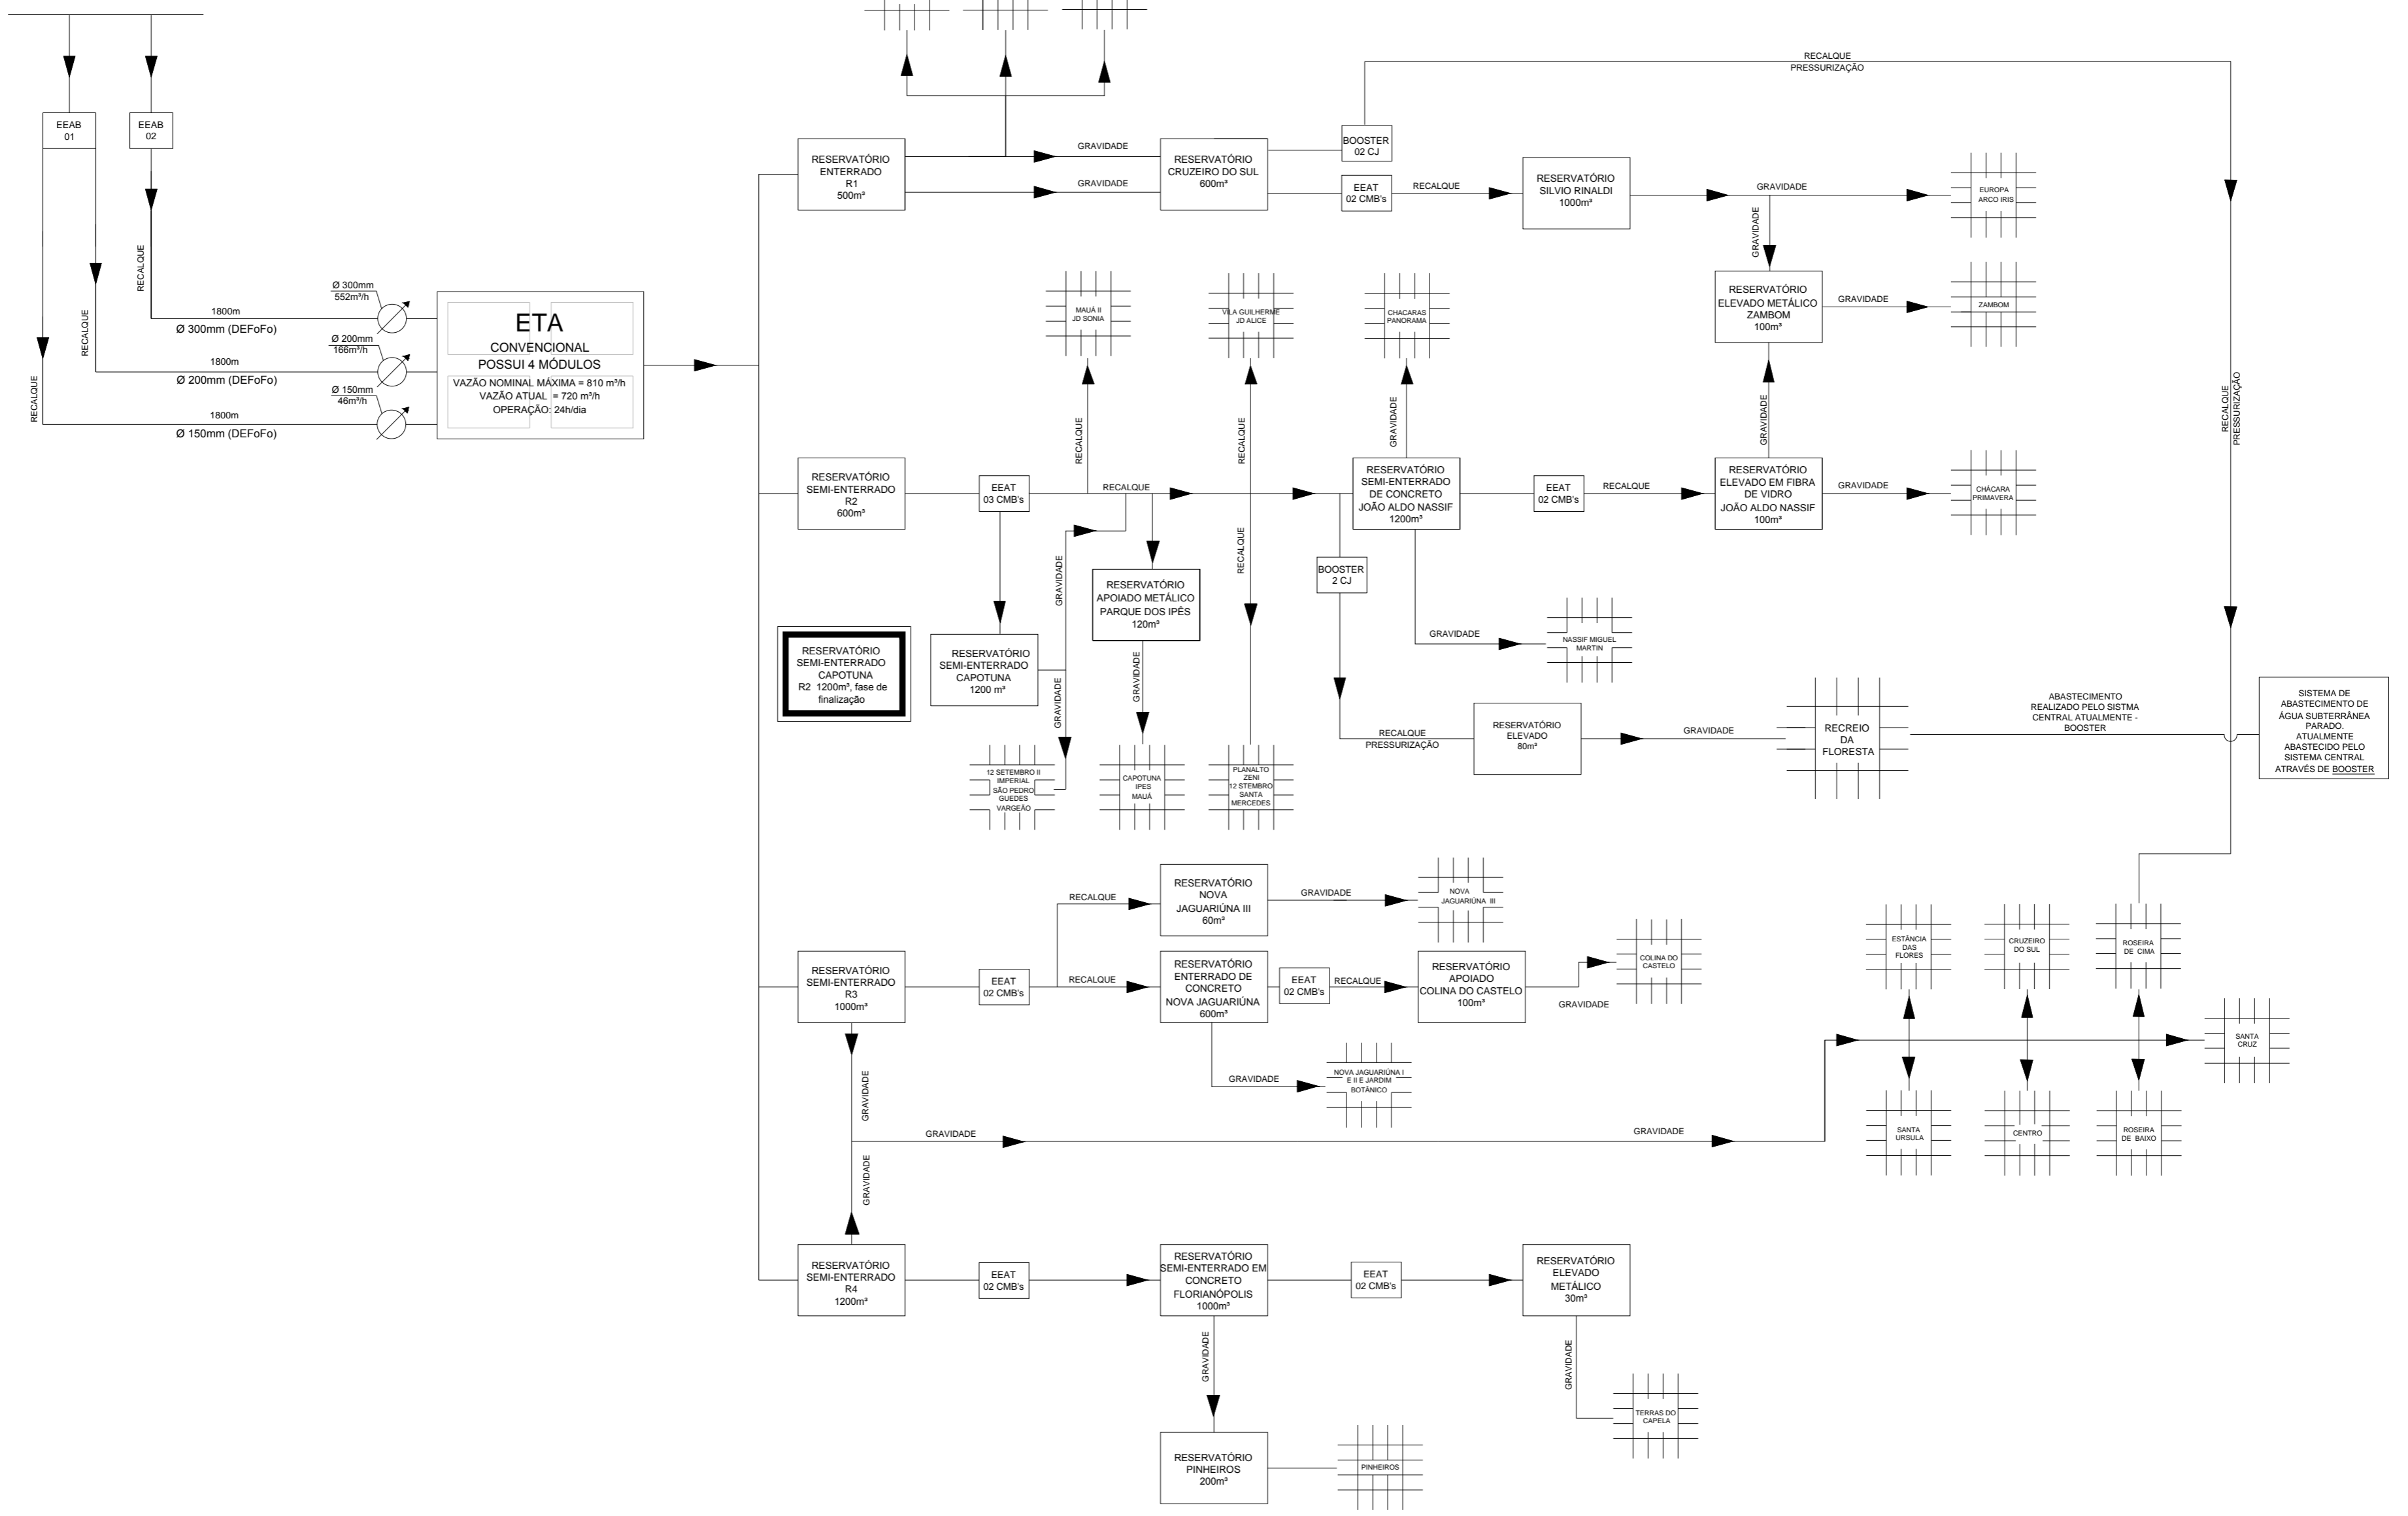 RECALQUE
PRESSURIZAÇÃO
EEAB
01
EEAB
02
BOOSTER
02 CJ
RESERVATÓRIO
ENTERRADO
R1
500m³
GRAVIDADE
GRAVIDADE
RESERVATÓRIO
CRUZEIRO DO SUL
600m³
EEAT
02 CMB's
RECALQUE
RESERVATÓRIO
SILVIO RINALDI
1000m³
GRAVIDADE
EUROPA
ARCO IRIS
GRAVIDADE
RECALQUE
RECALQUE
RECALQUE
Ø 300mm
552m³/h
1800m
Ø 300mm (DEFoFo)
Ø 200mm
166m³/h
1800m
Ø 200mm (DEFoFo)
Ø 150mm
46m³/h
1800m
Ø 150mm (DEFoFo)
ETA
CONVENCIONAL
POSSUI 4 MÓDULOS
VAZÃO NOMINAL MÁXIMA = 810 m³/h
VAZÃO ATUAL = 720 m³/h
OPERAÇÃO: 24h/dia
MAUÁ II
JD SONIA
VILA GUILHERME
JD ALICE
CHACARAS
PANORAMA
RESERVATÓRIO
ELEVADO METÁLICO
ZAMBOM
100m³
GRAVIDADE
ZAMBOM
RECALQUE
RECALQUE
GRAVIDADE
GRAVIDADE
RECALQUE
PRESSURIZAÇÃO
RESERVATÓRIO
SEMI-ENTERRADO
R2
600m³
EEAT
03 CMB's
RECALQUE
RESERVATÓRIO
SEMI-ENTERRADO
DE CONCRETO
JOÃO ALDO NASSIF
1200m³
EEAT
02 CMB's
RECALQUE
RESERVATÓRIO
ELEVADO EM FIBRA
DE VIDRO
JOÃO ALDO NASSIF
100m³
GRAVIDADE
CHÁCARA
PRIMAVERA
GRAVIDADE
RECALQUE
RESERVATÓRIO
APOIADO METÁLICO
PARQUE DOS IPÊS
120m³
BOOSTER
2 CJ
RESERVATÓRIO
SEMI-ENTERRADO
CAPOTUNA
R2 1200m³, fase de
finalização
RESERVATÓRIO
SEMI-ENTERRADO
CAPOTUNA
1200 m³
GRAVIDADE
GRAVIDADE
GRAVIDADE
NASSIF MIGUEL
MARTIN
RECALQUE
PRESSURIZAÇÃO
RESERVATÓRIO
ELEVADO
80m³
GRAVIDADE
RECREIO
DA
FLORESTA
ABASTECIMENTO
REALIZADO PELO SISTMA
CENTRAL ATUALMENTE -
BOOSTER
SISTEMA DE
ABASTECIMENTO DE
ÁGUA SUBTERRÂNEA
PARADO.
ATUALMENTE
ABASTECIDO PELO
SISTEMA CENTRAL
ATRAVÉS DE BOOSTER
12 SETEMBRO II
IMPERIAL
SÃO PEDRO
GUEDES
VARGEÃO
CAPOTUNA
IPES
MAUÁ
PLANALTO
ZENI
12 STEMBRO
SANTA
MERCEDES
RECALQUE
RESERVATÓRIO
NOVA
JAGUARIÚNA III
60m³
GRAVIDADE
NOVA
JAGUARIÚNA III
RESERVATÓRIO
SEMI-ENTERRADO
R3
1000m³
EEAT
02 CMB's
RECALQUE
RESERVATÓRIO
ENTERRADO DE
CONCRETO
NOVA JAGUARIÚNA
600m³
EEAT
02 CMB's
RECALQUE
RESERVATÓRIO
APOIADO
COLINA DO CASTELO
100m³
GRAVIDADE
COLINA DO
CASTELO
ESTÂNCIA
DAS
FLORES
CRUZEIRO
DO SUL
ROSEIRA
DE CIMA
SANTA
CRUZ
GRAVIDADE
GRAVIDADE
NOVA JAGUARIÚNA I
E II E JARDIM
BOTÂNICO
GRAVIDADE
GRAVIDADE
SANTA
URSULA
CENTRO
ROSEIRA
DE BAIXO
GRAVIDADE
RESERVATÓRIO
SEMI-ENTERRADO
R4
1200m³
EEAT
02 CMB's
RESERVATÓRIO
SEMI-ENTERRADO EM
CONCRETO
FLORIANÓPOLIS
1000m³
EEAT
02 CMB's
RESERVATÓRIO
ELEVADO
METÁLICO
30m³
GRAVIDADE
GRAVIDADE
TERRAS DO
CAPELA
RESERVATÓRIO
PINHEIROS
200m³
PINHEIROS